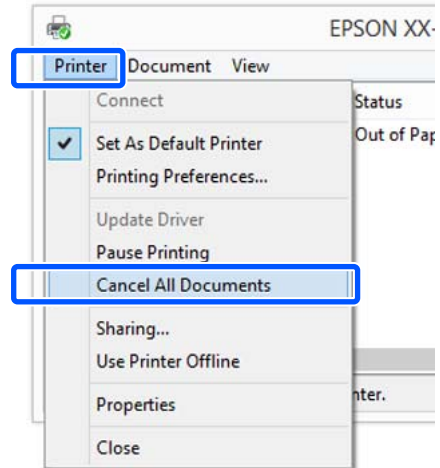 EPSON XX-
Printer Document View
Connect
Status
Set As Default Printer
Out of Pap
Printing Preferences...
Update Driver
Pause Printing
Cancel All Documents
Sharing...
Use Printer Offline
nter.
Properties
Close